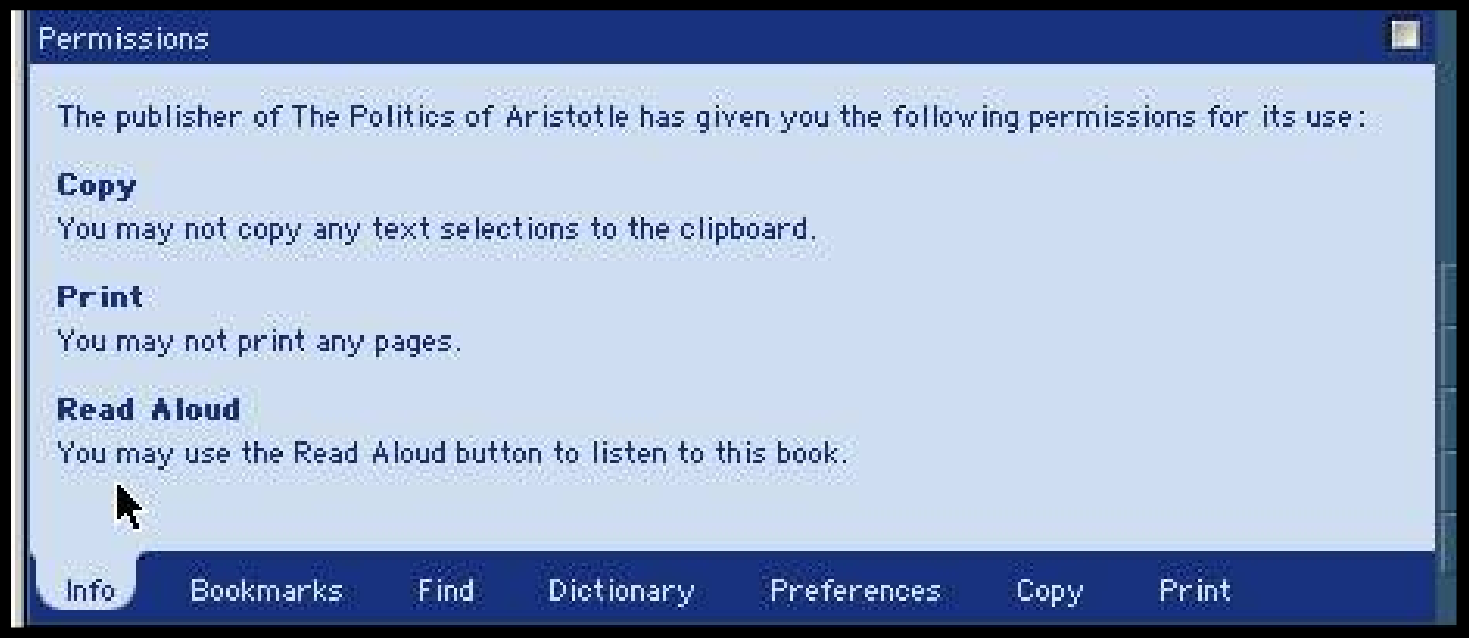 Permissions
The publisher of The Politics of Aristotle has given you the following permissions for its use:
Copy
You may not copy any text selections to the clipboard.
Print
You may not print any pages.
Read Aloud
You may use the Read Aloud button to listen to this book.
Info Bookmarks Find Dictionary Preferences Copy Print